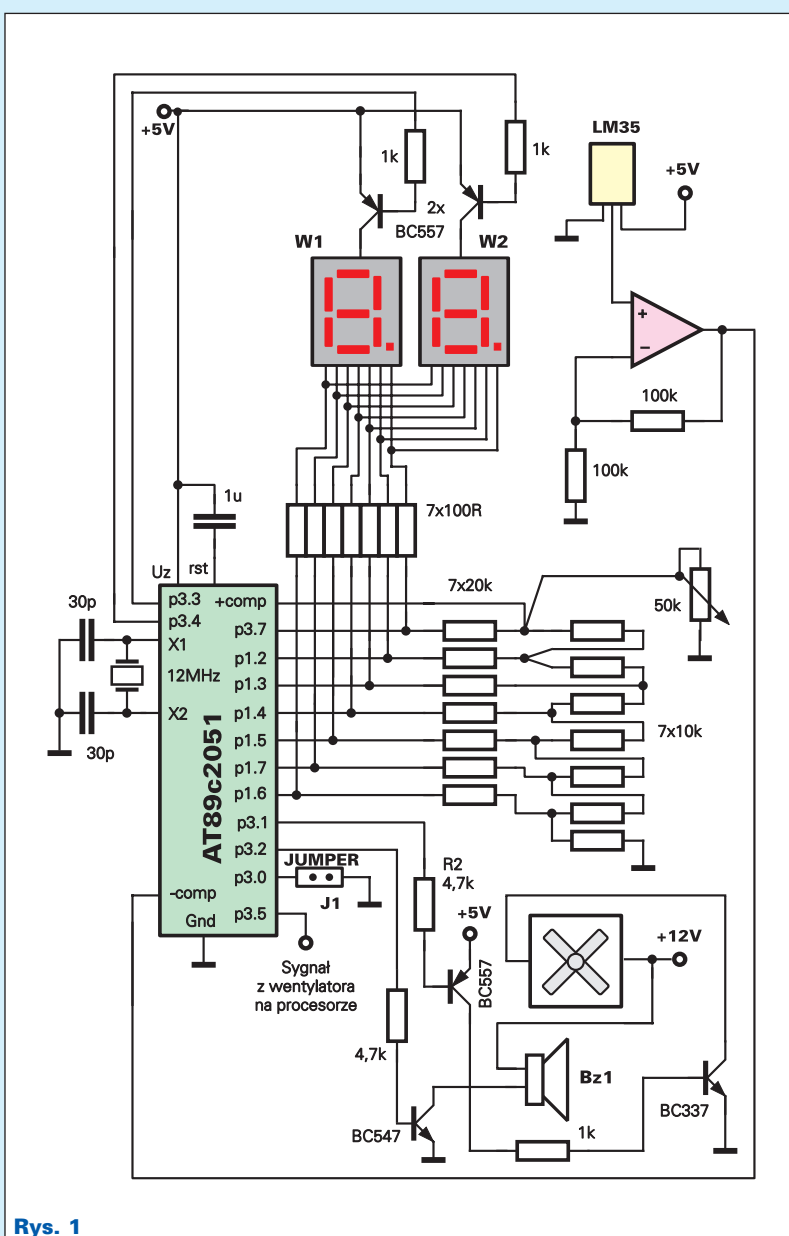 +5V
1k
1k
LM35
+5V
2x
BC557
W1
W2
+
−
100k
100k
1u
7x100R
Uz
rst
7x20k
30p
p3.3
+comp
50k
p3.4
p3.7
X1
12MHz
p1.2
p1.3
X2
p1.4
7x10k
30p
p1.5
p1.7
p1.6
AT89c2051
p3.1
p3.2
JUMPER
p3.0
J1
R2
4,7k
-comp
Gnd
p3.5
+5V
+12V
Sygnał
z wentylatora
na procesorze
BC557
4,7k
Bz1
BC547
1k
BC337
Rys. 1